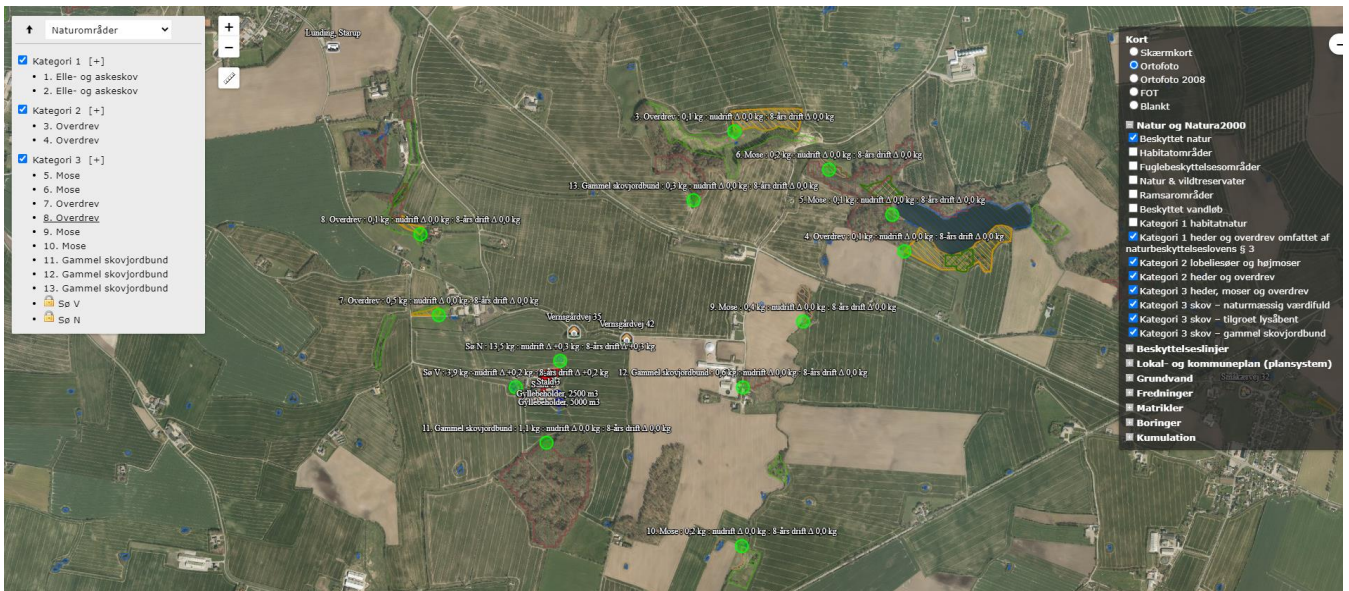 Naturområder
Kategori 1 [+]
1. Elle- og askeskov
2. Elle- og askeskov
Kategori 2 [+]
3. Overdrev
4. Overdrev
Kategori 3 [+]
5. Mose
6. Mose
7. Overdrev
8. Overdrev
9. Mose
10. Mose
11. Gammel skovjordbund
12. Gammel skovjordbund
13. Gammel skovjordbund
Sø V
Sø N
+
−
Lunding, Starup
3. Overdrev : 0,1 kg : nudrift Δ 0,0 kg : 8-års drift Δ 0,0 kg
6. Mose : 0,2 kg : nudrift Δ 0,0 kg : 8-års drift Δ 0,0 kg
13. Gammel skovjordbund : 0,3 kg : nudrift Δ 0,0 kg : 8-års drift Δ 0,0 kg
5. Mose : 0,1 kg : nudrift Δ 0,0 kg : 8-års drift Δ 0,0 kg
8. Overdrev : 0,1 kg : nudrift Δ 0,0 kg : 8-års drift Δ 0,0 kg
4. Overdrev : 0,1 kg : nudrift Δ 0,0 kg : 8-års drift Δ 0,0 kg
7. Overdrev : 0,5 kg : nudrift Δ 0,0 kg : 8-års drift Δ 0,0 kg
9. Mose : 0,4 kg : nudrift Δ 0,0 kg : 8-års drift Δ 0,0 kg
Vernsgårdvej 35
Vernsgårdvej 42
Sø N : 13,5 kg : nudrift Δ +0,3 kg : 8-års drift Δ +0,3 kg
Sø V : 3,9 kg : nudrift Δ +0,2 kg : 8-års drift Δ +0,2 kg
12. Gammel skovjordbund : 0,6 kg : nudrift Δ 0,0 kg : 8-års drift Δ 0,0 kg
Gyllebeholder, 2500 m3
Gyllebeholder, 5000 m3
11. Gammel skovjordbund : 1,1 kg : nudrift Δ 0,0 kg : 8-års drift Δ 0,0 kg
10. Mose : 0,2 kg : nudrift Δ 0,0 kg : 8-års drift Δ 0,0 kg
Kort
Skærmkort
Ortofoto
Ortofoto 2008
FOT
Blankt
Natur og Natura2000
Beskyttet natur
Habitatområder
Fuglebeskyttelsesområder
Natur & vildtreservater
Ramsarområder
Beskyttet vandløb
Kategori 1 habitatnatur
Kategori 1 heder og overdrev omfattet af
naturbeskyttelseslovens § 3
Kategori 2 lobeliesøer og højmoser
Kategori 2 heder og overdrev
Kategori 3 heder, moser og overdrev
Kategori 3 skov – naturmæssig værdifuld
Kategori 3 skov – tilgroet lysåbent
Kategori 3 skov – gammel skovjordbund
Beskyttelseslinjer
Lokal- og kommuneplan (plansystem)
Grundvand
Fredninger
Matrikler
Boringer
Kumulation